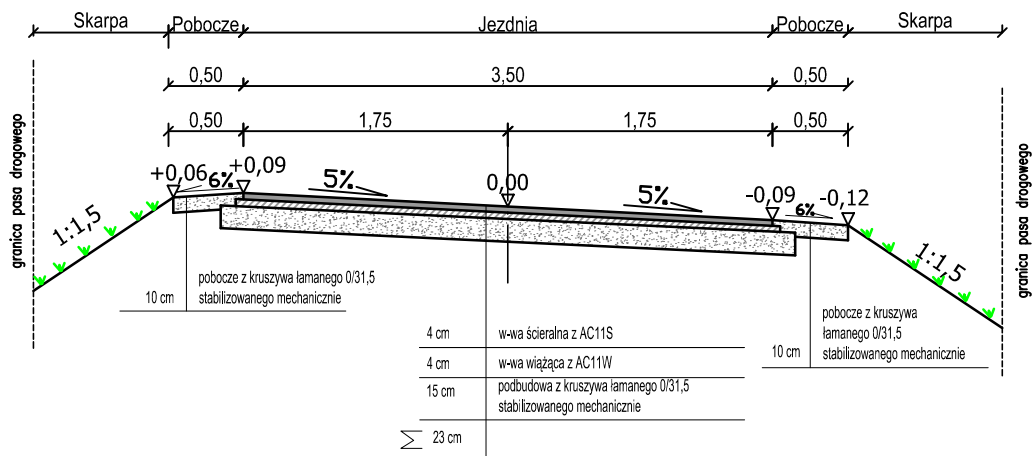 Skarpa Pobocze Jezdnia Pobocze Skarpa
0,50 3,50 0,50
0,50 1,75 1,75 0,50
granica pasa drogowego
+0,06 6% +0,09 5% 0,00 5% -0,09 6% -0,12
1:1,5
1:1,5
granica pasa drogowego
10 cm
pobocze z kruszywa łamanego 0/31,5
stabilizowanego mechanicznie
4 cm w-wa ścieralna z AC11S
4 cm w-wa wiążąca z AC11W
15 cm podbudowa z kruszywa łamanego 0/31,5
stabilizowanego mechanicznie
∑ 23 cm
10 cm
pobocze z kruszywa
łamanego 0/31,5
stabilizowanego mechanicznie